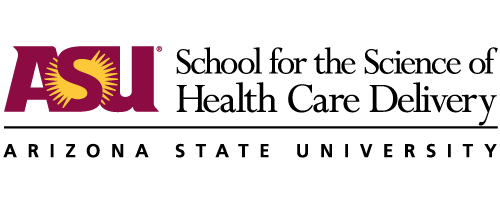 ASU® School for the Science of
Health Care Delivery
ARIZONA STATE UNIVERSITY